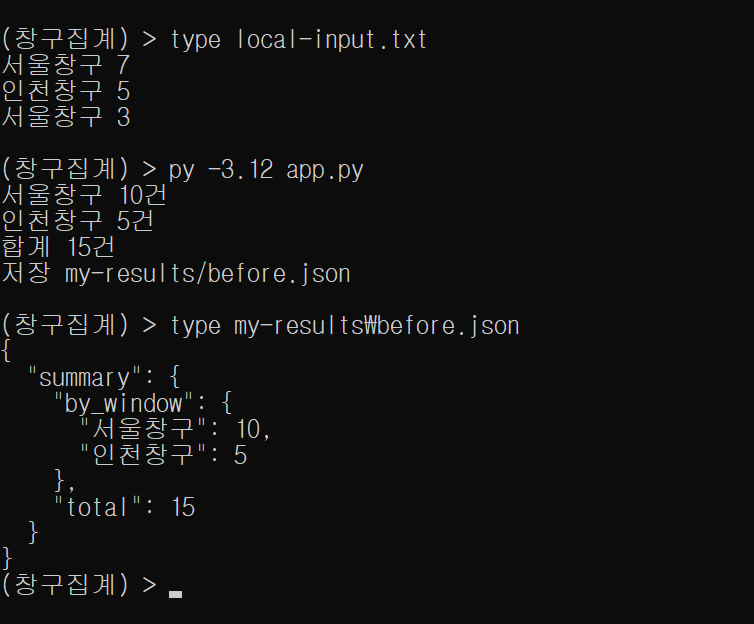 (창구집계) > type local-input.txt
서울창구 7
인천창구 5
서울창구 3
(창구집계) > py -3.12 app.py
서울창구 10건
인천창구 5건
합계 15건
저장 my-results/before.json
(창구집계) > type my-results₩before.json
{
  "summary": {
    "by_window": {
      "서울창구": 10,
      "인천창구": 5
    },
    "total": 15
  }
}
(창구집계) >